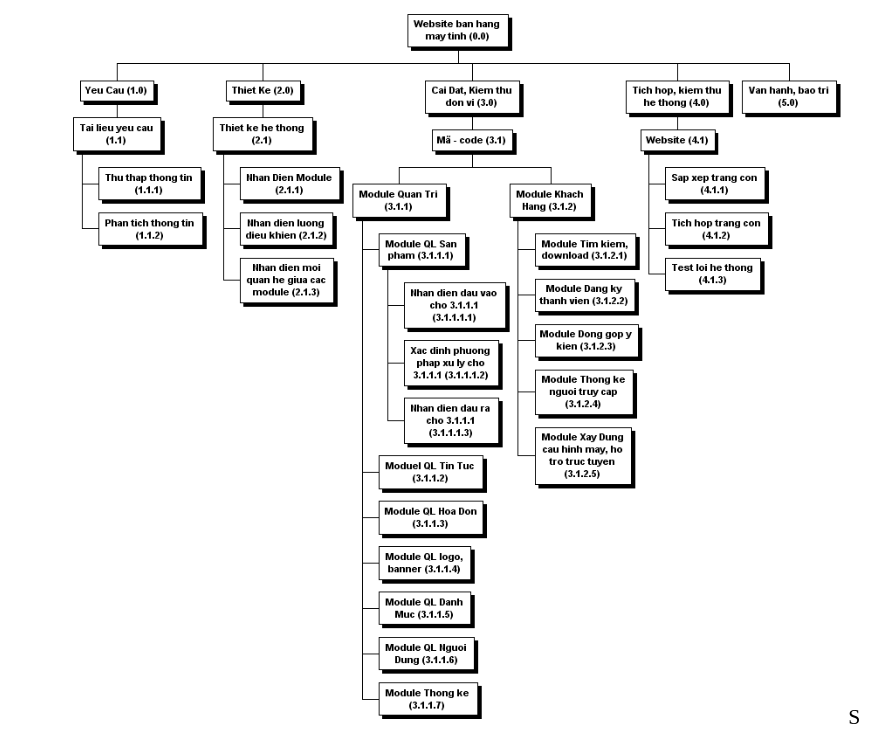 Website ban hang
may tinh (0.0)
Yeu Cau (1.0)
Thiet Ke (2.0)
Cai Dat, Kiem thu
don vi (3.0)
Tich hop, kiem thu
he thong (4.0)
Van hanh, bao tri
(5.0)
Tai lieu yeu cau
(1.1)
Thiet ke he thong
(2.1)
Mã - code (3.1)
Website (4.1)
Thu thap thong tin
(1.1.1)
Phan tich thong tin
(1.1.2)
Nhan Dien Module
(2.1.1)
Nhan dien luong
dieu khien (2.1.2)
Nhan dien moi
quan he giua cac
module (2.1.3)
Module Quan Tri
(3.1.1)
Module QL San
pham (3.1.1.1)
Nhan dien dau vao
cho 3.1.1.1
(3.1.1.1.1)
Xac dinh phuong
phap xu ly cho
3.1.1.1 (3.1.1.1.2)
Nhan dien dau ra
cho 3.1.1.1
(3.1.1.1.3)
Moduel QL Tin Tuc
(3.1.1.2)
Module QL Hoa Don
(3.1.1.3)
Module QL logo,
banner (3.1.1.4)
Module QL Danh
Muc (3.1.1.5)
Module QL Nguoi
Dung (3.1.1.6)
Module Thong ke
(3.1.1.7)
Module Khach
Hang (3.1.2)
Module Tim kiem,
download (3.1.2.1)
Module Dang ky
thanh vien (3.1.2.2)
Module Dong gop y
kien (3.1.2.3)
Module Thong ke
nguoi truy cap
(3.1.2.4)
Module Xay Dung
cau hinh may, ho
tro truc tuyen
(3.1.2.5)
Sap xep trang con
(4.1.1)
Tich hop trang con
(4.1.2)
Test loi he thong
(4.1.3)
S